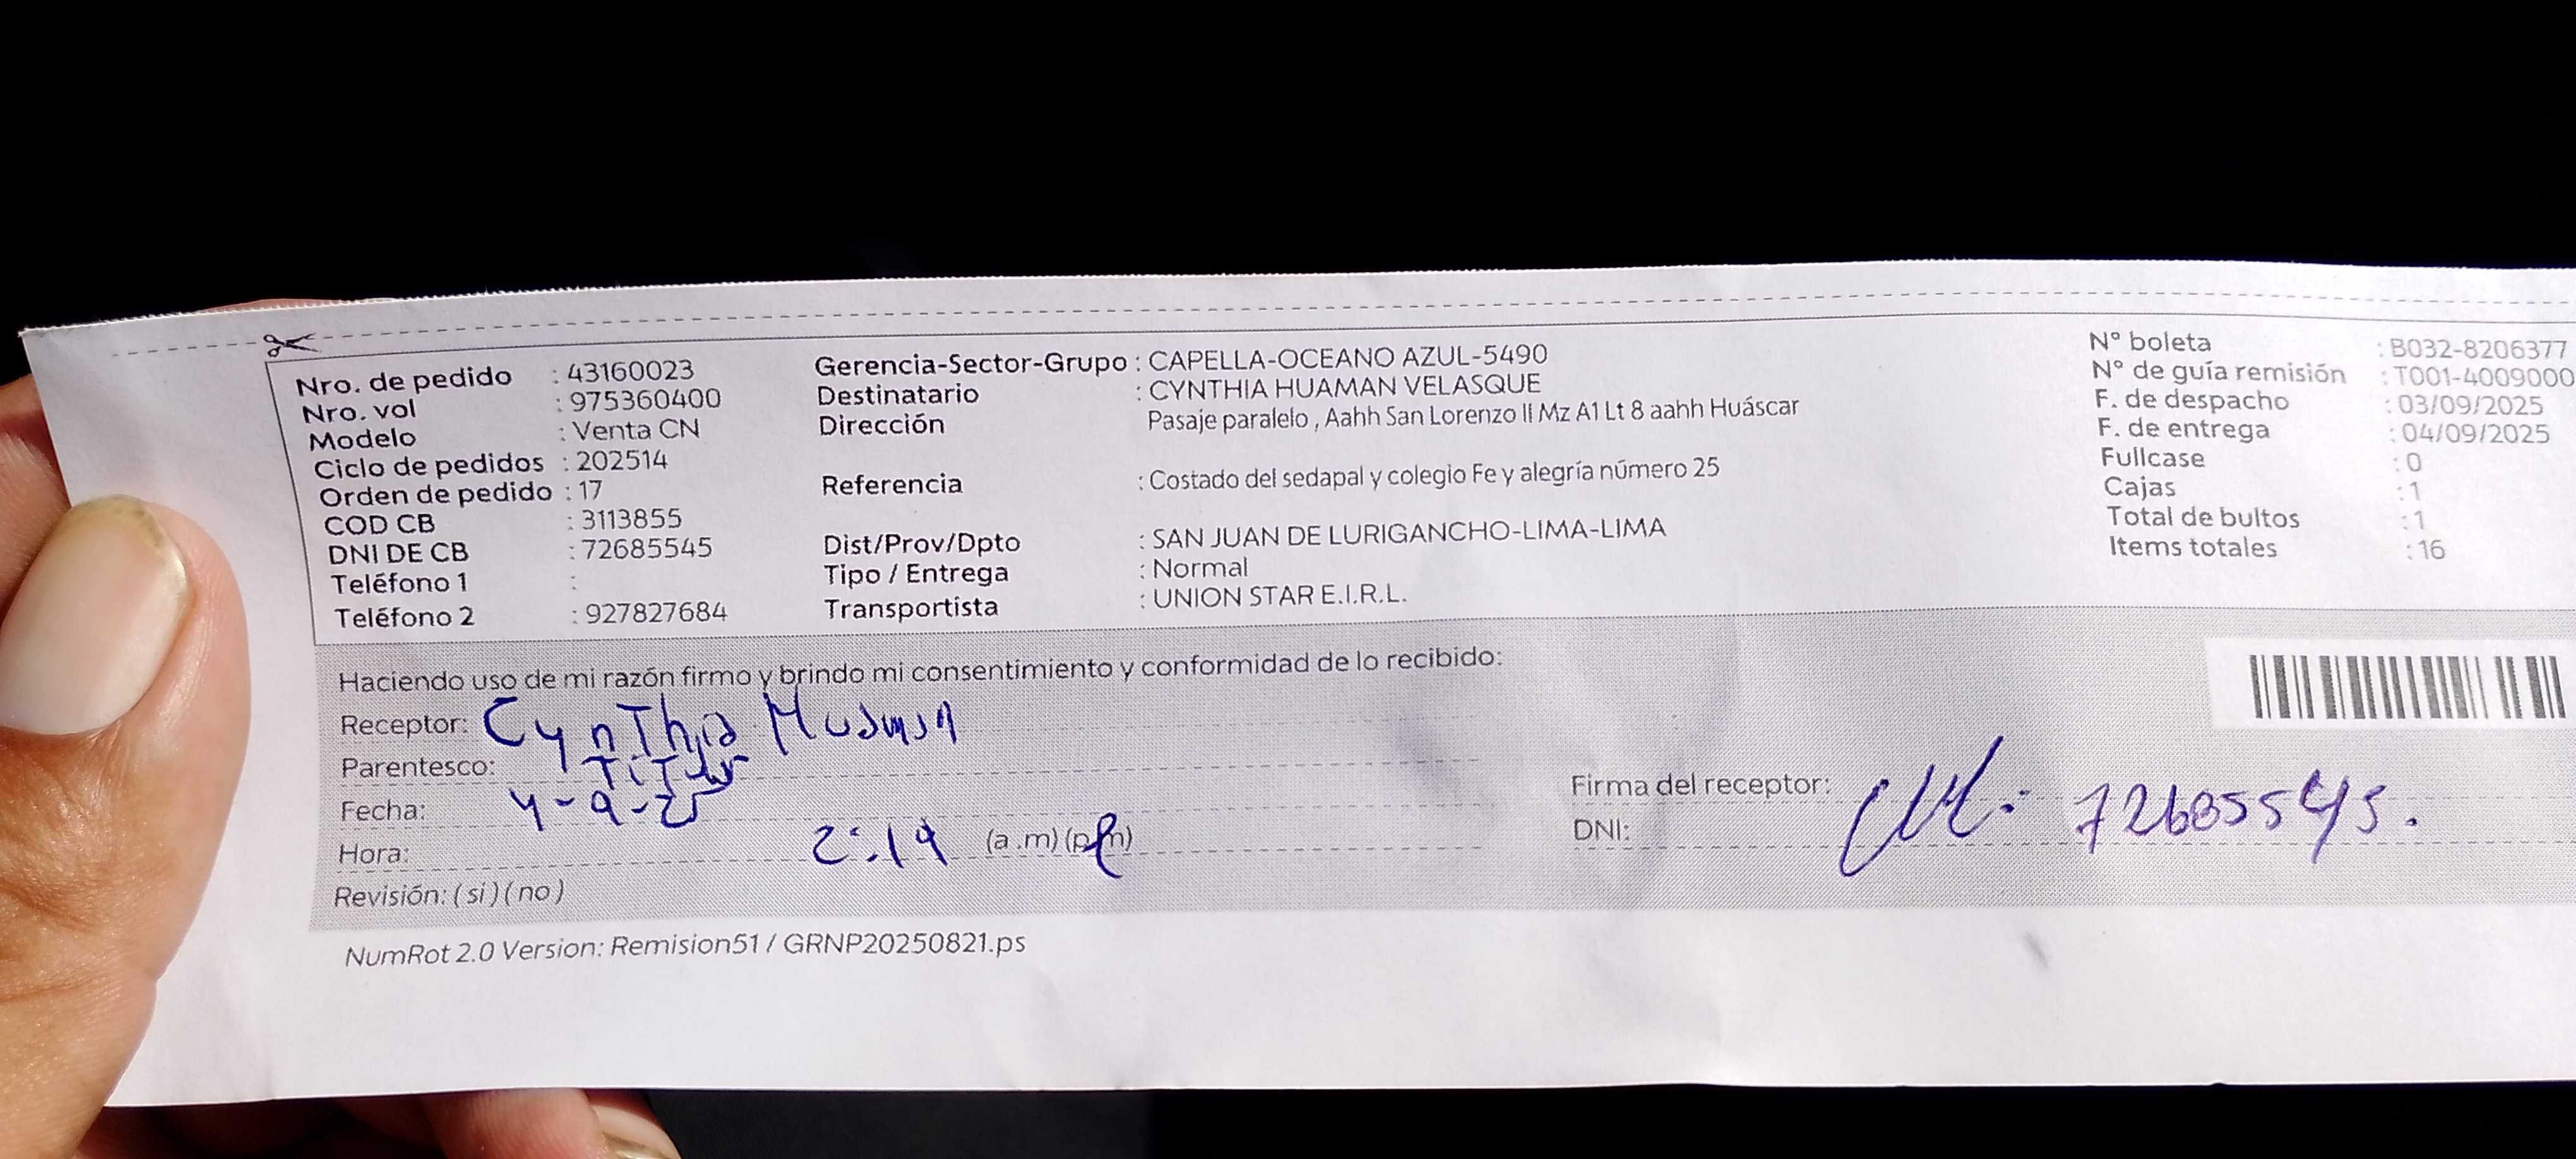 Nro. de pedido : 43160023
Nro. vol : 975360400
Modelo : Venta CN
Ciclo de pedidos : 202514
Orden de pedido : 17
COD CB : 3113855
DNI DE CB : 72685545
Teléfono 1 :
Teléfono 2 : 927827684
Gerencia-Sector-Grupo : CAPELLA-OCEANO AZUL-5490
Destinatario : CYNTHIA HUAMAN VELASQUE
Dirección Pasaje paralelo , Aahh San Lorenzo II Mz A1 Lt 8 aahh Huáscar
Referencia : Costado del sedapal y colegio Fe y alegría número 25
Dist/Prov/Dpto : SAN JUAN DE LURIGANCHO-LIMA-LIMA
Tipo / Entrega : Normal
Transportista : UNION STAR E.I.R.L.
N° boleta : B032-8206377
N° de guía remisión : T001-4009000
F. de despacho : 03/09/2025
F. de entrega : 04/09/2025
Fullcase : 0
Cajas : 1
Total de bultos : 1
Items totales : 16
Haciendo uso de mi razón firmo y brindo mi consentimiento y conformidad de lo recibido:
Receptor: Cynthia Huaman
Parentesco: Titular
Fecha: 4-9-25
Hora: 2:19 (a.m) (p.m)
Revisión: ( si ) ( no )
Firma del receptor:
DNI: 72685545.
NumRot 2.0 Version: Remision51 / GRNP20250821.ps